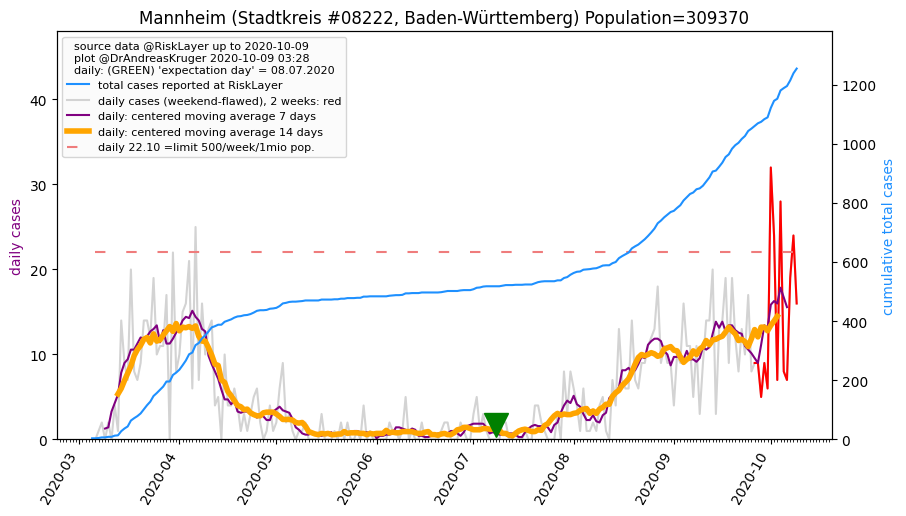 Mannheim (Stadtkreis #08222, Baden-Württemberg) Population=309370
source data @RiskLayer up to 2020-10-09
plot @DrAndreasKruger 2020-10-09 03:28
daily: (GREEN) 'expectation day' = 08.07.2020
total cases reported at RiskLayer
daily cases (weekend-flawed), 2 weeks: red
daily: centered moving average 7 days
daily: centered moving average 14 days
daily 22.10 =limit 500/week/1mio pop.
daily cases
40
30
20
10
0
cumulative total cases
1200
1000
800
600
400
200
0
2020-03
2020-04
2020-05
2020-06
2020-07
2020-08
2020-09
2020-10